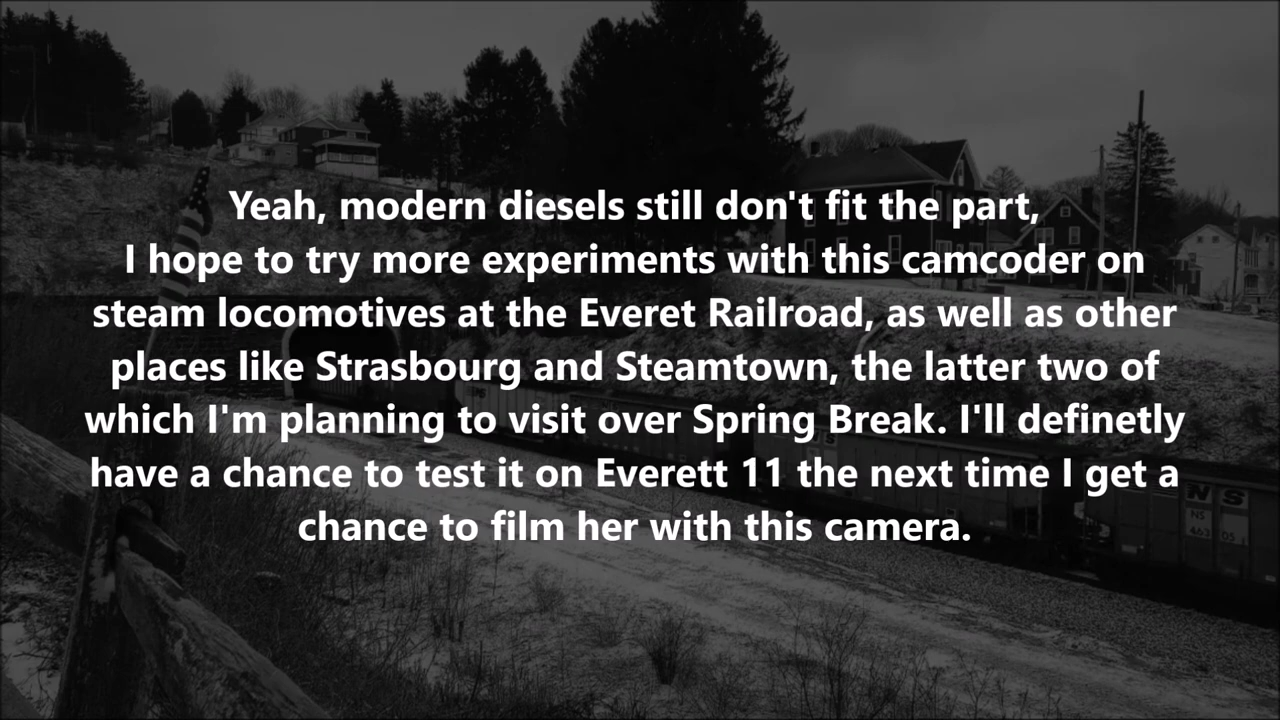 Yeah, modern diesels still don't fit the part,
I hope to try more experiments with this camcoder on
steam locomotives at the Everet Railroad, as well as other
places like Strasbourg and Steamtown, the latter two of
which I'm planning to visit over Spring Break. I'll definetly
have a chance to test it on Everett 11 the next time I get a
chance to film her with this camera.
NS
NS